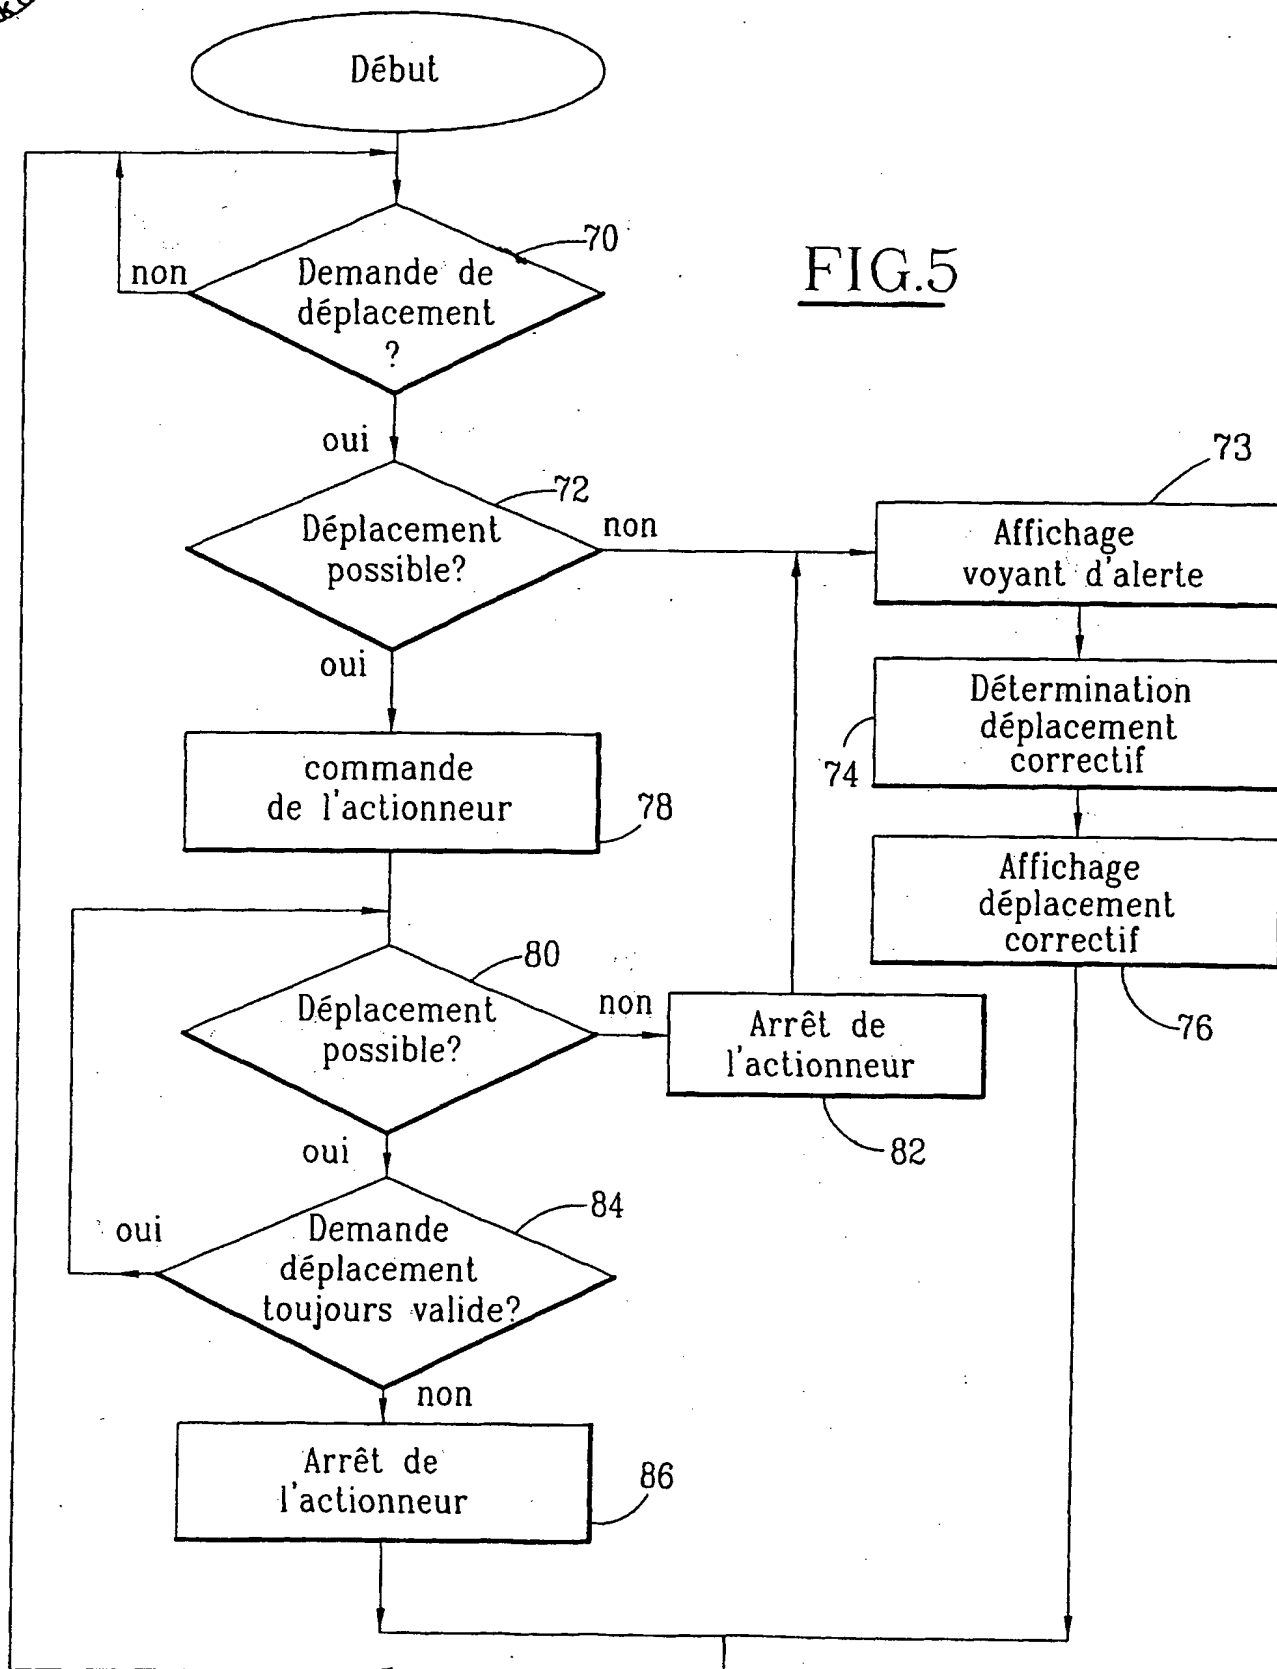 Début
70
FIG.5
non
Demande de
déplacement
?
oui
73
72
Déplacement
possible?
non
Affichage
voyant d'alerte
oui
Détermination
déplacement
correctif
74
commande
de l'actionneur
78
Affichage
déplacement
correctif
80
Déplacement
possible?
non
Arrêt de
l'actionneur
76
oui
82
84
oui
Demande
déplacement
toujours valide?
non
Arrêt de
l'actionneur
86